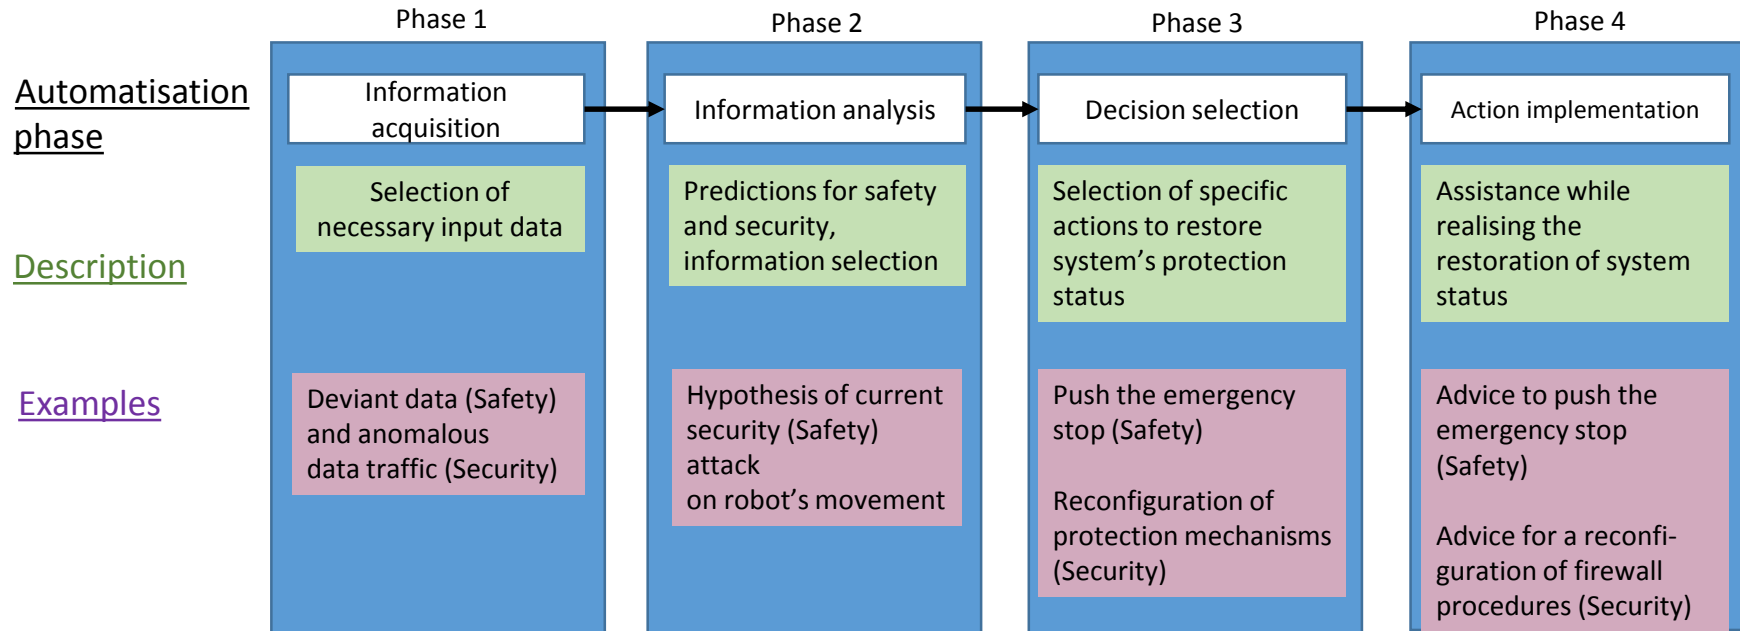 Phase 1
Phase 2
Phase 3
Phase 4
Automatisation
phase
Information
acquisition
Information analysis
Decision selection
Action implementation
Description
Selection of
necessary input data
Predictions for safety
and security,
information selection
Selection of specific
actions to restore
system’s protection
status
Assistance while
realising the
restoration of system
status
Examples
Deviant data (Safety)
and anomalous
data traffic (Security)
Hypothesis of current
security (Safety)
attack
on robot’s movement
Push the emergency
stop (Safety)
Reconfiguration of
protection mechanisms
(Security)
Advice to push the
emergency stop
(Safety)
Advice for a reconfi-
guration of firewall
procedures (Security)